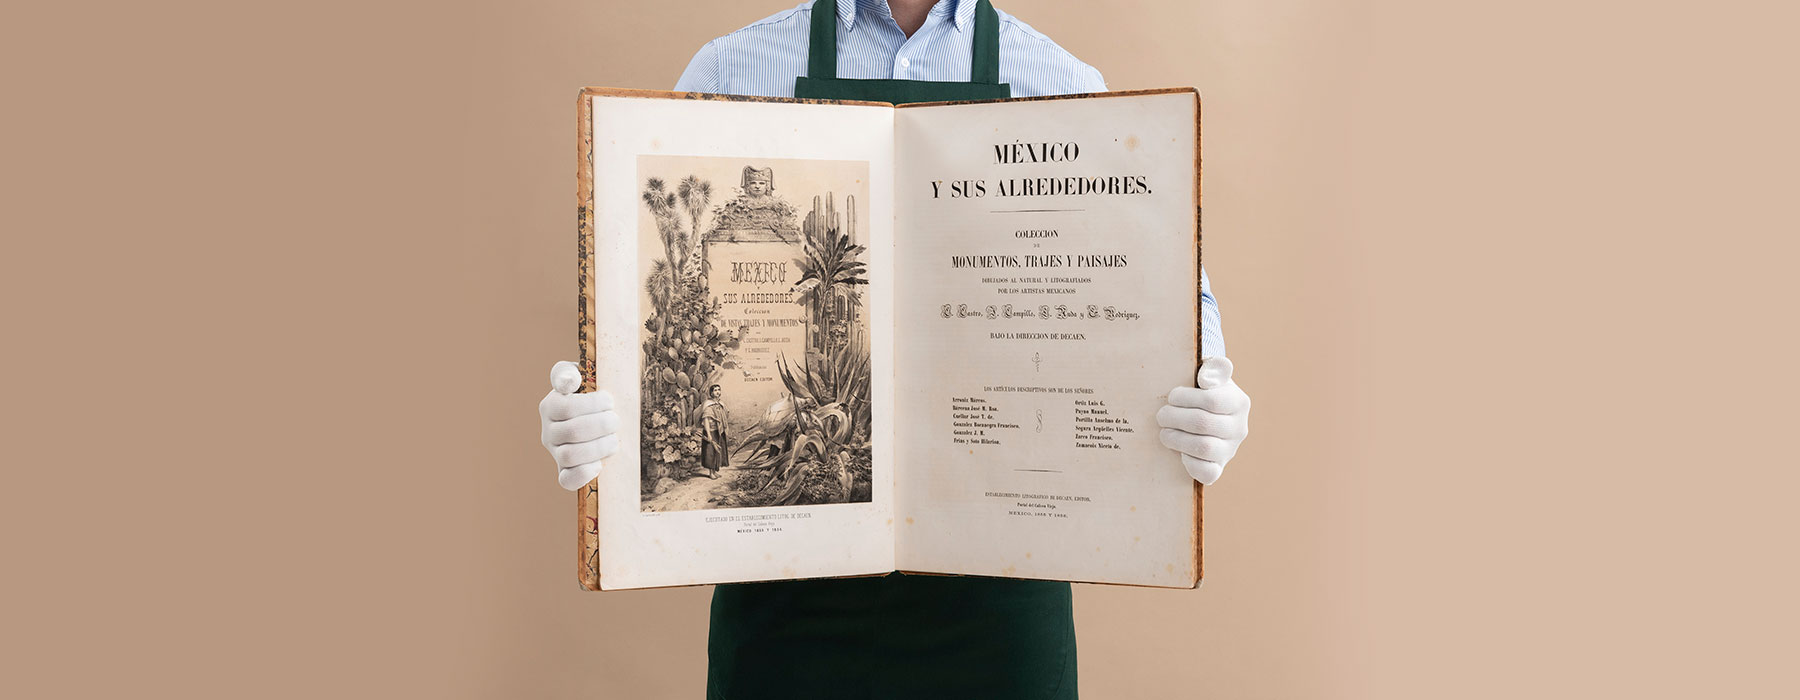 MEXICO
Y
SUS ALREDEDORES
Coleccion
DE VISTAS, TRAJES Y MONUMENTOS
POR
C. CASTRO, J. CAMPILLO, L. AUDA
Y G. RODRIGUEZ.
DECAEN EDITOR
EJECUTADO EN EL ESTABLECIMIENTO LITOG. DE DECAEN
Portal del Coliseo Viejo
MEXICO 1855 Y 1856.
MÉXICO
Y SUS ALREDEDORES.
COLECCION
DE
MONUMENTOS, TRAJES Y PAISAJES
DIBUJADOS AL NATURAL Y LITOGRAFIADOS
POR LOS ARTISTAS MEXICANOS
C. Castro, J. Campillo, L. Auda y G. Rodriguez,
BAJO LA DIRECCION DE DECAEN.
LOS ARTÍCULOS DESCRIPTIVOS SON DE LOS SEÑORES
Arroniz Márcos.
Bárcena José M. Roa.
Cuellar José T. de.
Gonzalez Bocanegra Francisco.
Gonzalez J. M.
Frias y Soto Hilarion.
Ortiz Luis G.
Payno Manuel.
Portilla Anselmo de la.
Segura Argüelles Vicente.
Zarco Francisco.
Zamacois Niceto de.
ESTABLECIMIENTO LITOGRAFICO DE DECAEN, EDITOR,
Portal del Coliseo Viejo.
MEXICO, 1855 Y 1856.